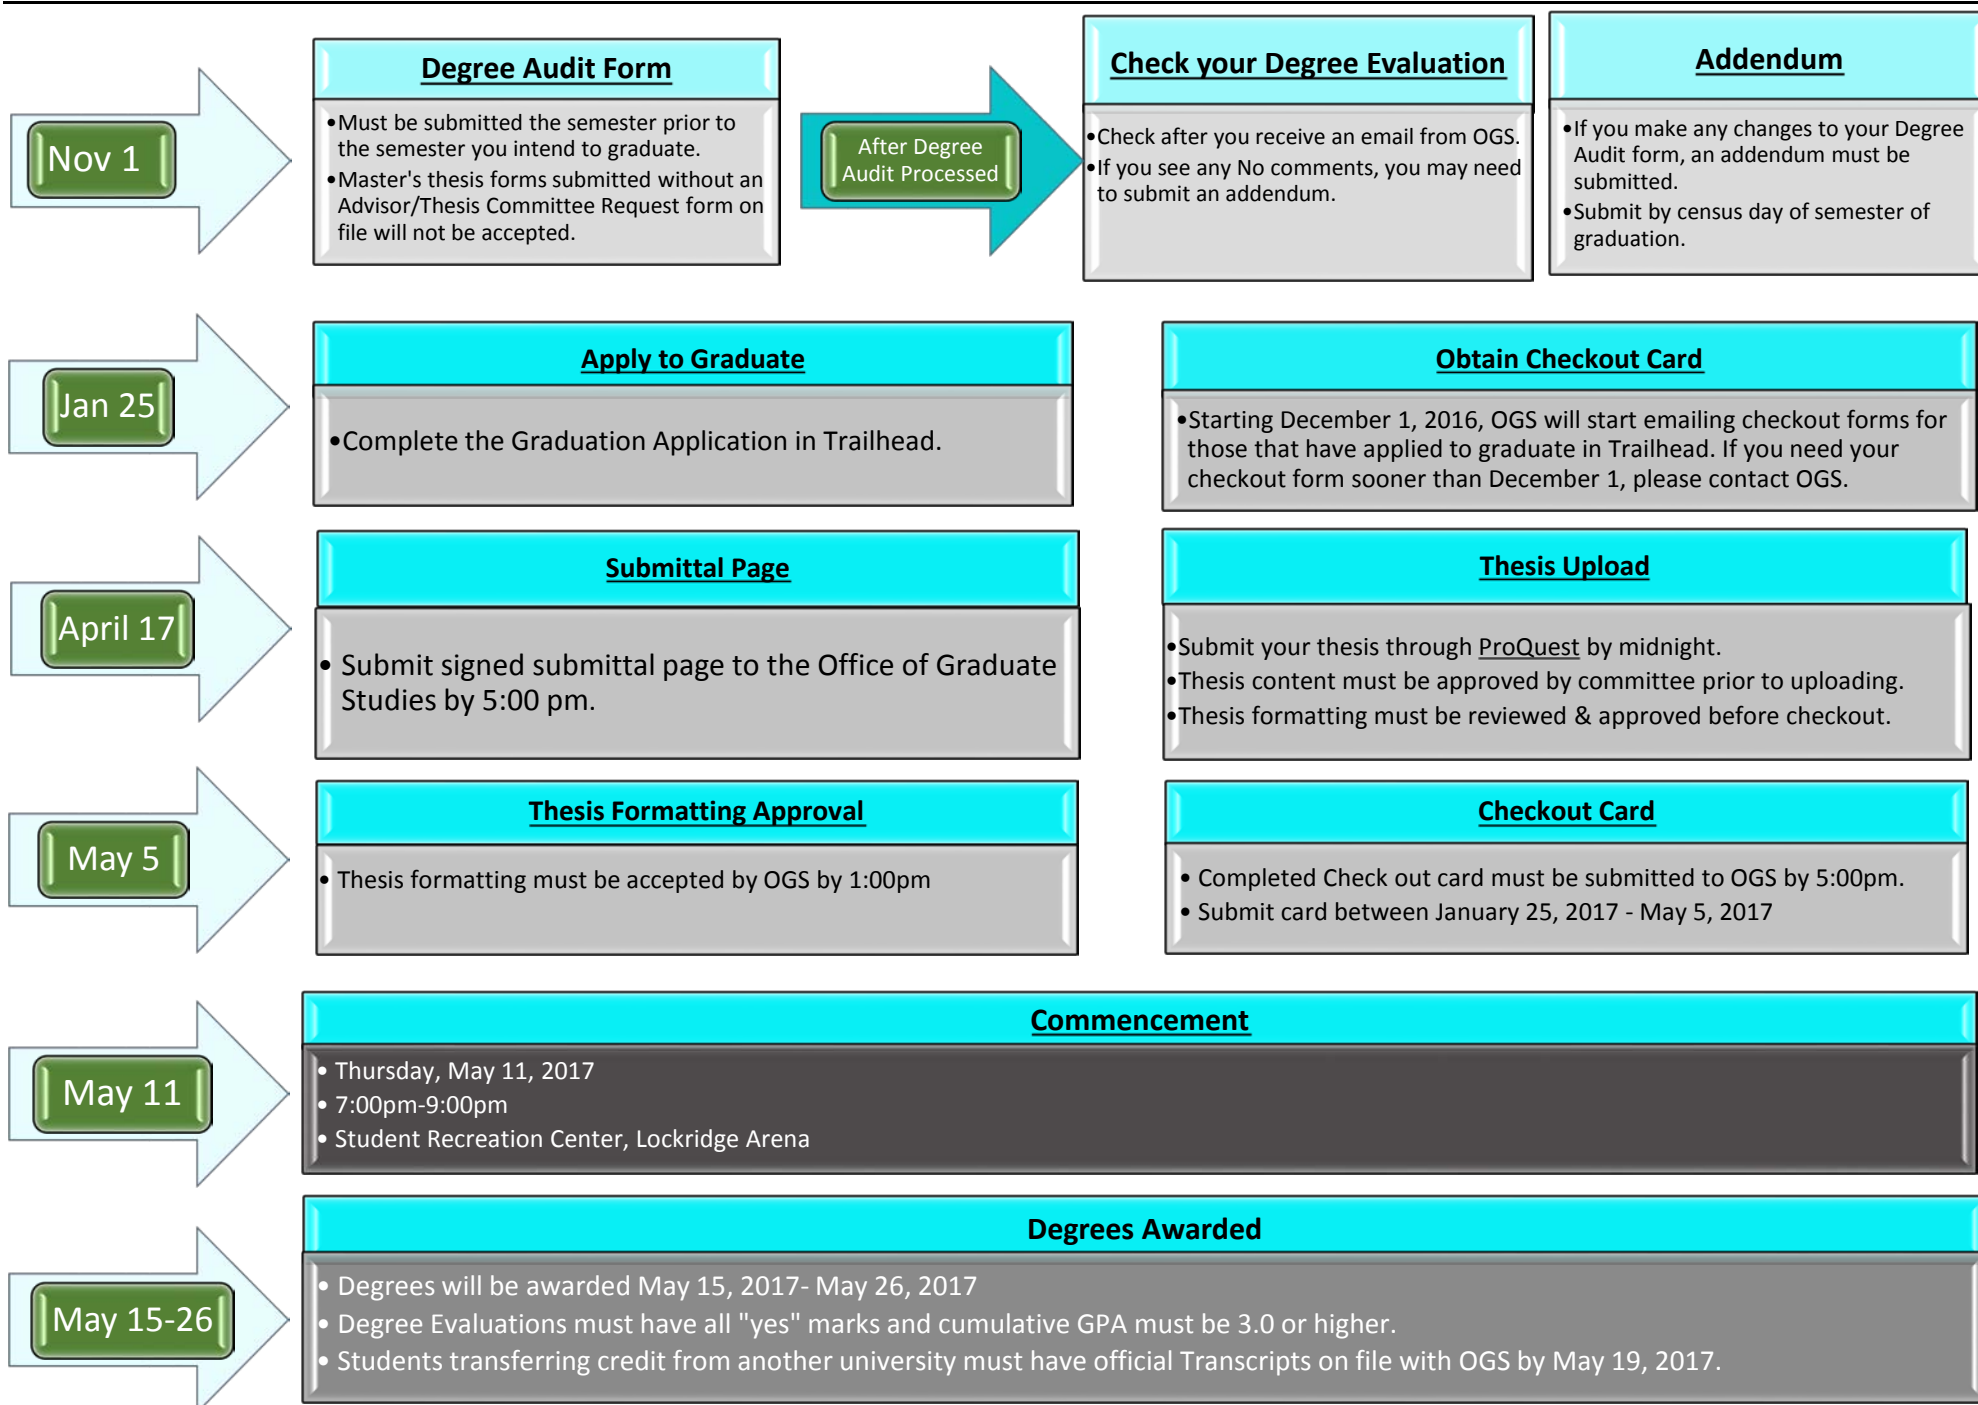 Nov 1
Degree Audit Form
•Must be submitted the semester prior to
the semester you intend to graduate.
•Master's thesis forms submitted without an
Advisor/Thesis Committee Request form on
file will not be accepted.
After Degree
Audit Processed
Check your Degree Evaluation
•Check after you receive an email from OGS.
•If you see any No comments, you may need
to submit an addendum.
Addendum
•If you make any changes to your Degree
Audit form, an addendum must be
submitted.
•Submit by census day of semester of
graduation.
Jan 25
Apply to Graduate
•Complete the Graduation Application in Trailhead.
Obtain Checkout Card
•Starting December 1, 2016, OGS will start emailing checkout forms for
those that have applied to graduate in Trailhead. If you need your
checkout form sooner than December 1, please contact OGS.
April 17
Submittal Page
• Submit signed submittal page to the Office of Graduate
Studies by 5:00 pm.
Thesis Upload
•Submit your thesis through ProQuest by midnight.
•Thesis content must be approved by committee prior to uploading.
•Thesis formatting must be reviewed & approved before checkout.
May 5
Thesis Formatting Approval
• Thesis formatting must be accepted by OGS by 1:00pm
Checkout Card
• Completed Check out card must be submitted to OGS by 5:00pm.
• Submit card between January 25, 2017 - May 5, 2017
May 11
Commencement
• Thursday, May 11, 2017
• 7:00pm-9:00pm
• Student Recreation Center, Lockridge Arena
May 15-26
Degrees Awarded
• Degrees will be awarded May 15, 2017- May 26, 2017
• Degree Evaluations must have all "yes" marks and cumulative GPA must be 3.0 or higher.
• Students transferring credit from another university must have official Transcripts on file with OGS by May 19, 2017.